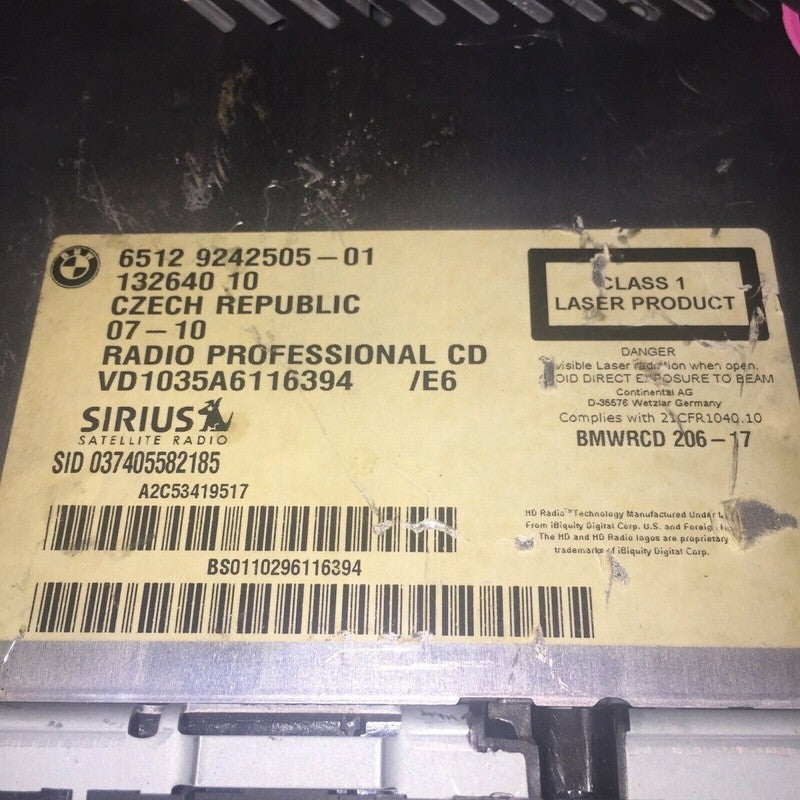 6512 9242505-01
132640 10
CZECH REPUBLIC
07-10
RADIO PROFESSIONAL CD
VD1035A6116394 /E6
SIRIUS
SATELLITE RADIO
SID 037405582185
A2C53419517
BS0110296116394
CLASS 1
LASER PRODUCT
DANGER
Laser radiation when open.
DIRECT EXPOSURE TO BEAM
Continental AG
D-35576 Wetzlar Germany
Complies with 21CFR1040.10
BMWRCD 206-17
HD Radio™ Technology Manufactured Under
From iBiquity Digital Corp. U.S. and
The HD and HD Radio logos are proprietary
trademarks of iBiquity Digital Corp.